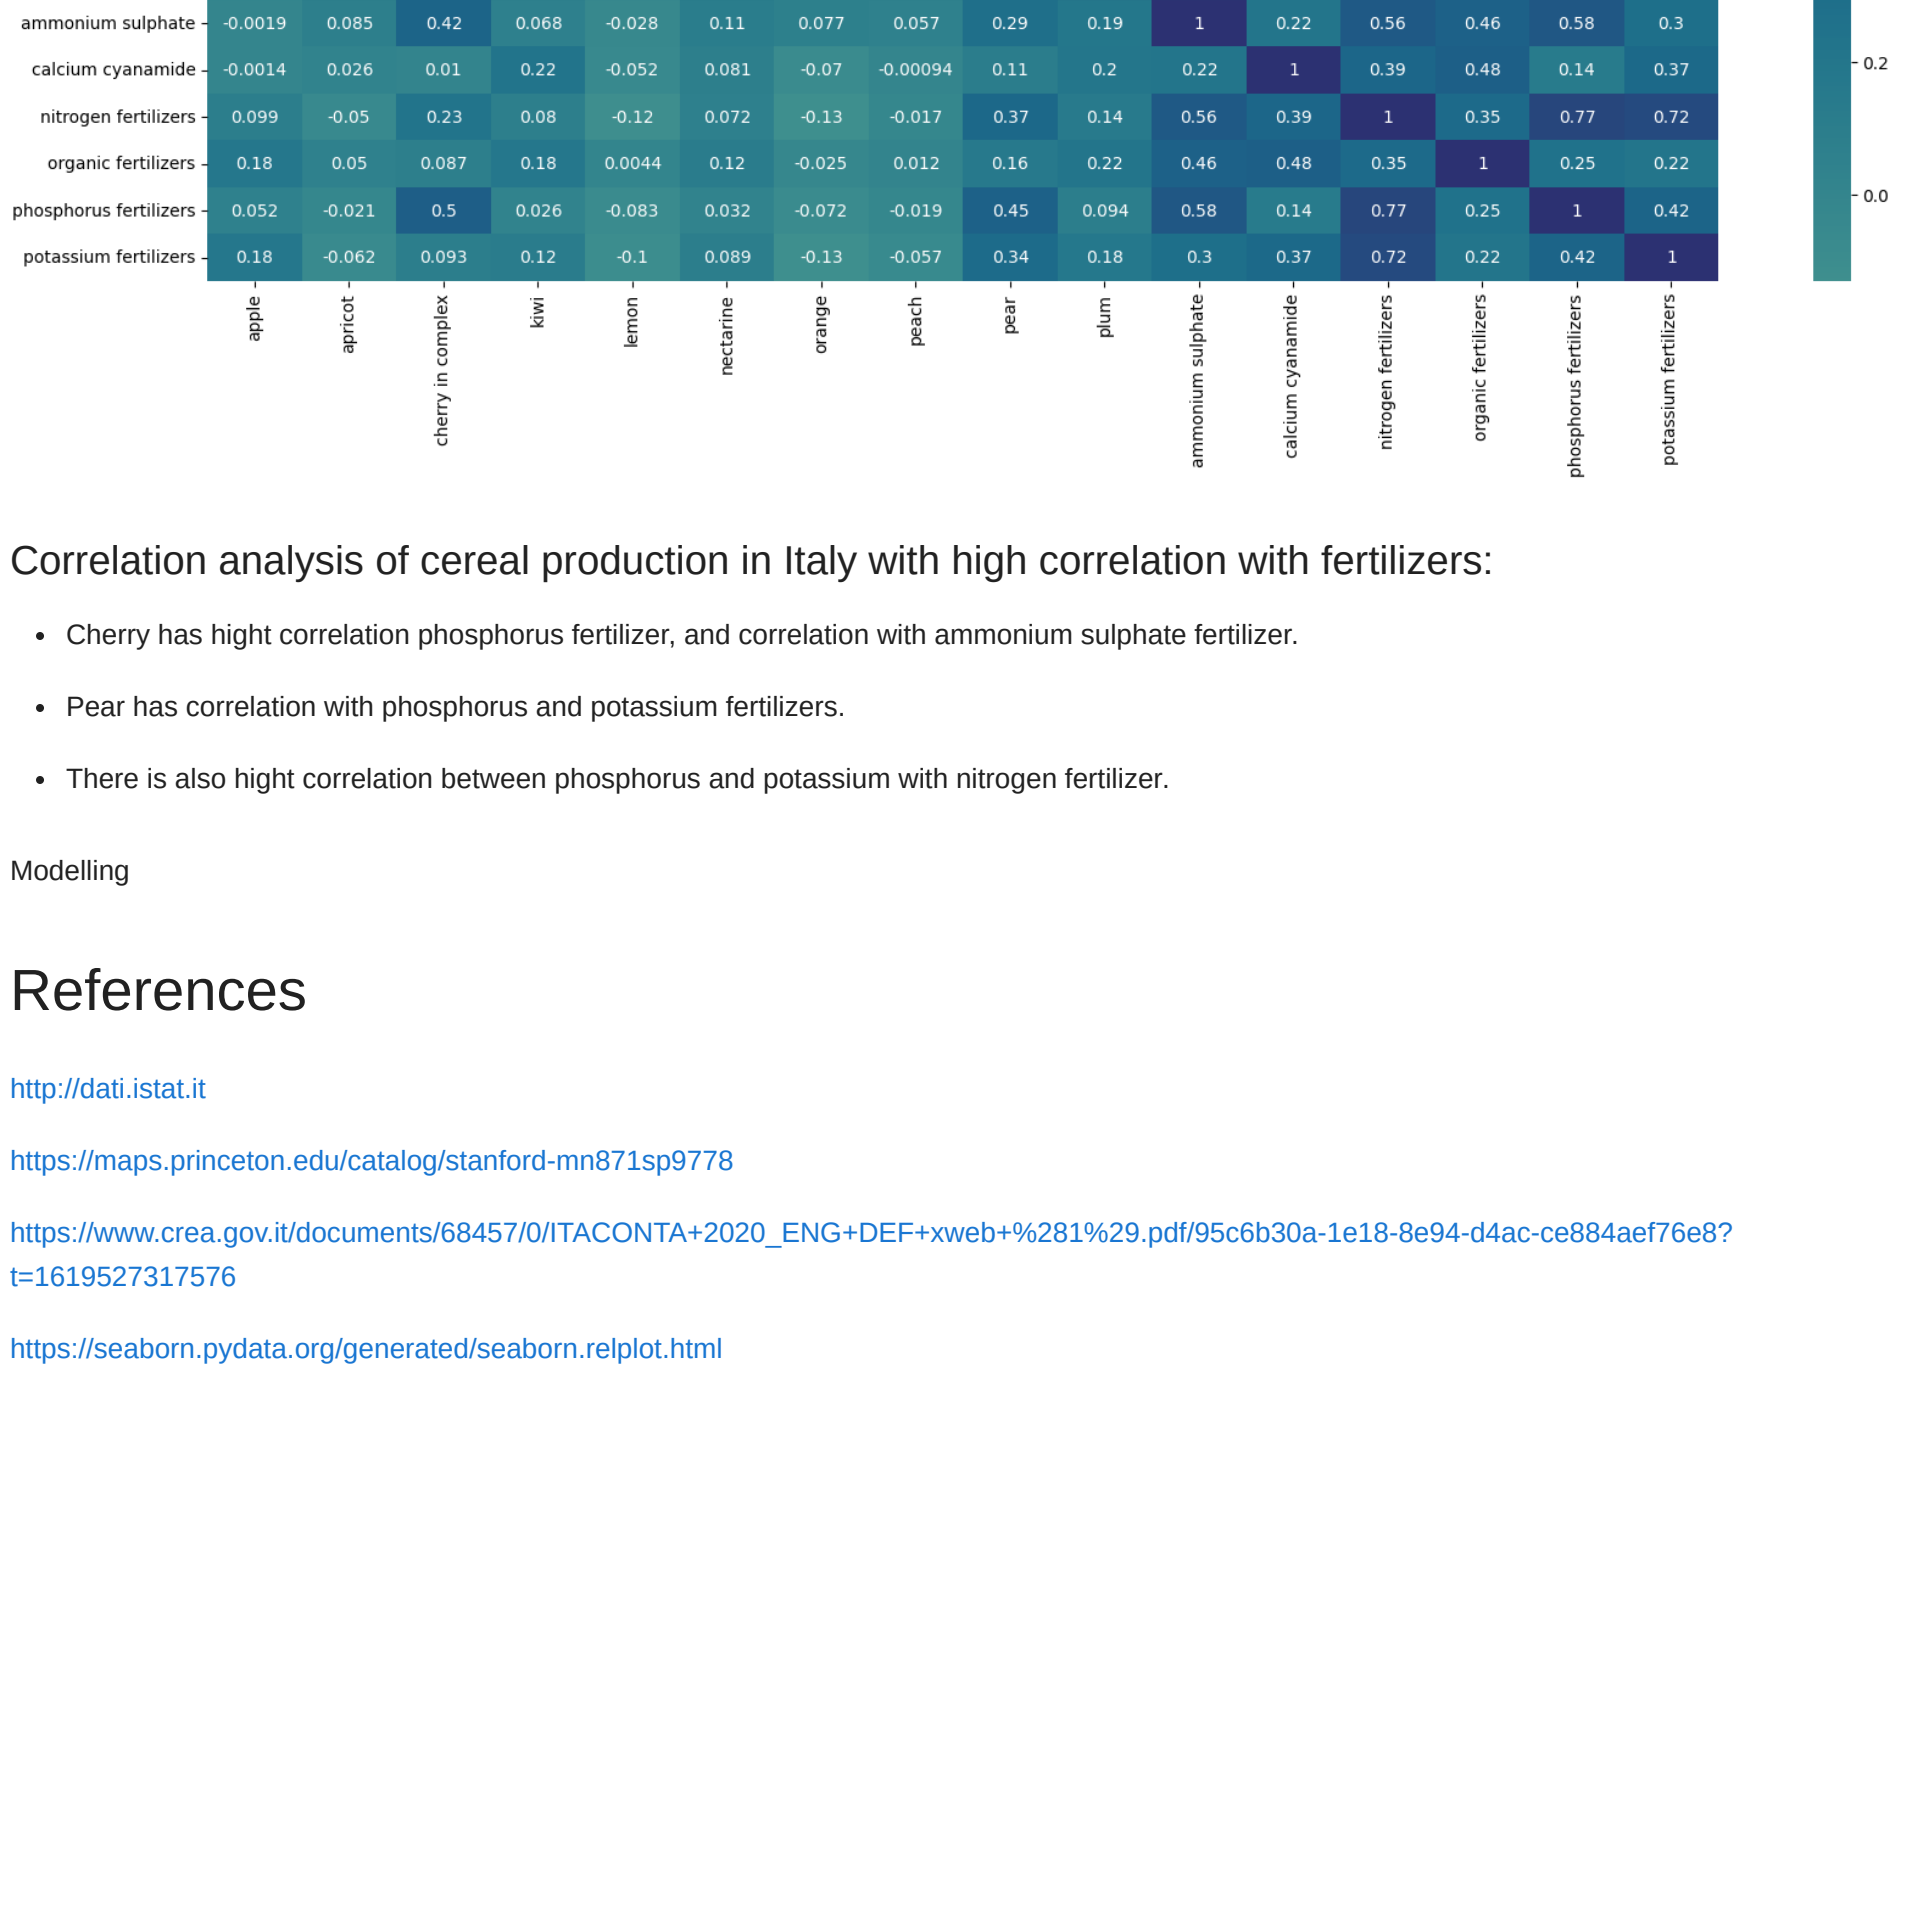 ammonium sulphate -0.0019 0.085 0.42 0.068 -0.028 0.11 0.077 0.057 0.29 0.19 1 0.22 0.56 0.46 0.58 0.3
0.2
calcium cyanamide -0.0014 0.026 0.01 0.22 -0.052 0.081 -0.07 -0.00094 0.11 0.2 0.22 1 0.39 0.48 0.14 0.37
nitrogen fertilizers 0.099 -0.05 0.23 0.08 -0.12 0.072 -0.13 -0.017 0.37 0.14 0.56 0.39 1 0.35 0.77 0.72
organic fertilizers 0.18 0.05 0.087 0.18 0.0044 0.12 -0.025 0.012 0.16 0.22 0.46 0.48 0.35 1 0.25 0.22
0.0
phosphorus fertilizers 0.052 -0.021 0.5 0.026 -0.083 0.032 -0.072 -0.019 0.45 0.094 0.58 0.14 0.77 0.25 1 0.42
potassium fertilizers 0.18 -0.062 0.093 0.12 -0.1 0.089 -0.13 -0.057 0.34 0.18 0.3 0.37 0.72 0.22 0.42 1
apple
apricot
cherry in complex
kiwi
lemon
nectarine
orange
peach
pear
plum
ammonium sulphate
calcium cyanamide
nitrogen fertilizers
organic fertilizers
phosphorus fertilizers
potassium fertilizers
Correlation analysis of cereal production in Italy with high correlation with fertilizers:
• Cherry has hight correlation phosphorus fertilizer, and correlation with ammonium sulphate fertilizer.
• Pear has correlation with phosphorus and potassium fertilizers.
• There is also hight correlation between phosphorus and potassium with nitrogen fertilizer.
Modelling
References
http://dati.istat.it
https://maps.princeton.edu/catalog/stanford-mn871sp9778
https://www.crea.gov.it/documents/68457/0/ITACONTA+2020_ENG+DEF+xweb+%281%29.pdf/95c6b30a-1e18-8e94-d4ac-ce884aef76e8?
t=1619527317576
https://seaborn.pydata.org/generated/seaborn.relplot.html